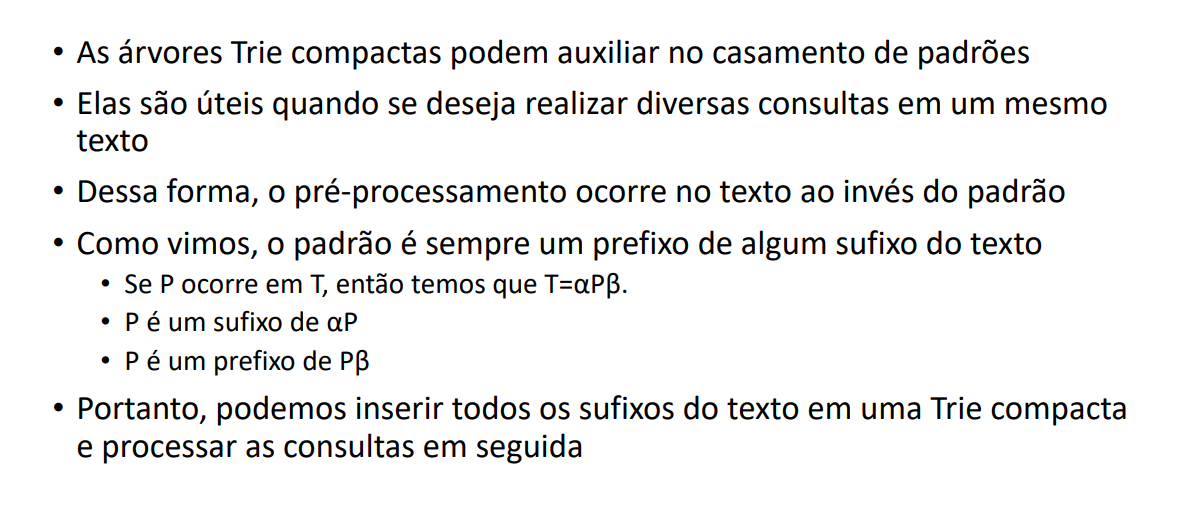 • As árvores Trie compactas podem auxiliar no casamento de padrões
• Elas são úteis quando se deseja realizar diversas consultas em um mesmo
texto
• Dessa forma, o pré-processamento ocorre no texto ao invés do padrão
• Como vimos, o padrão é sempre um prefixo de algum sufixo do texto
• Se P ocorre em T, então temos que T=αPβ.
• P é um sufixo de αP
• P é um prefixo de Pβ
• Portanto, podemos inserir todos os sufixos do texto em uma Trie compacta
e processar as consultas em seguida